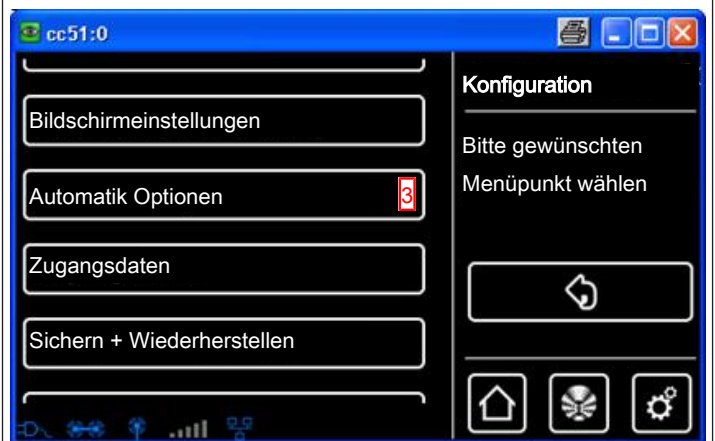 cc51:0
Bildschirmeinstellungen
Automatik Optionen 3
Zugangsdaten
Sichern + Wiederherstellen
Konfiguration
Bitte gewünschten
Menüpunkt wählen